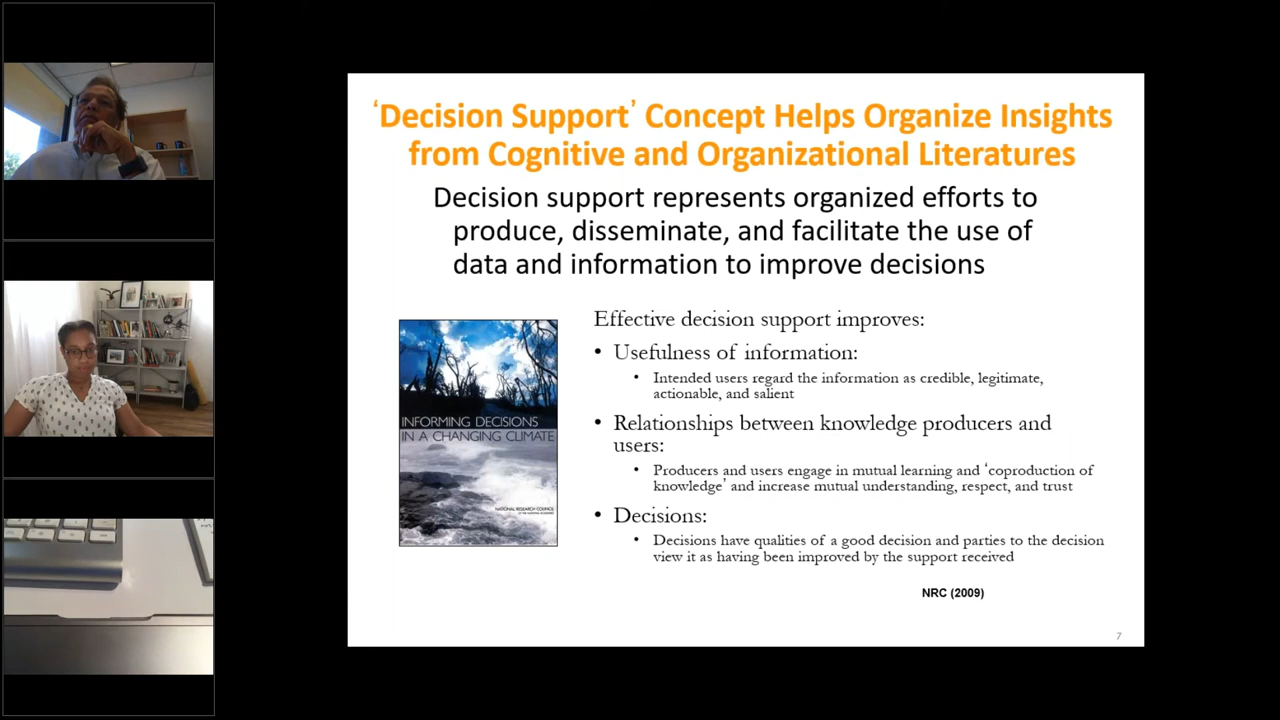 ‘Decision Support’ Concept Helps Organize Insights
from Cognitive and Organizational Literatures
Decision support represents organized efforts to
produce, disseminate, and facilitate the use of
data and information to improve decisions
INFORMING DECISIONS
IN A CHANGING CLIMATE
NATIONAL RESEARCH COUNCIL
OF THE NATIONAL ACADEMIES
Effective decision support improves:
• Usefulness of information:
• Intended users regard the information as credible, legitimate,
actionable, and salient
• Relationships between knowledge producers and
users:
• Producers and users engage in mutual learning and ‘coproduction of
knowledge’ and increase mutual understanding, respect, and trust
• Decisions:
• Decisions have qualities of a good decision and parties to the decision
view it as having been improved by the support received
NRC (2009)
7